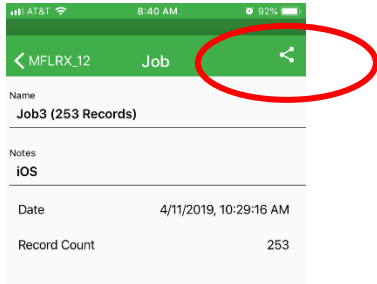 AT&T 8:40 AM 92%
MFLRX_12 Job
Name
Job3 (253 Records)
Notes
iOS
Date 4/11/2019, 10:29:16 AM
Record Count 253